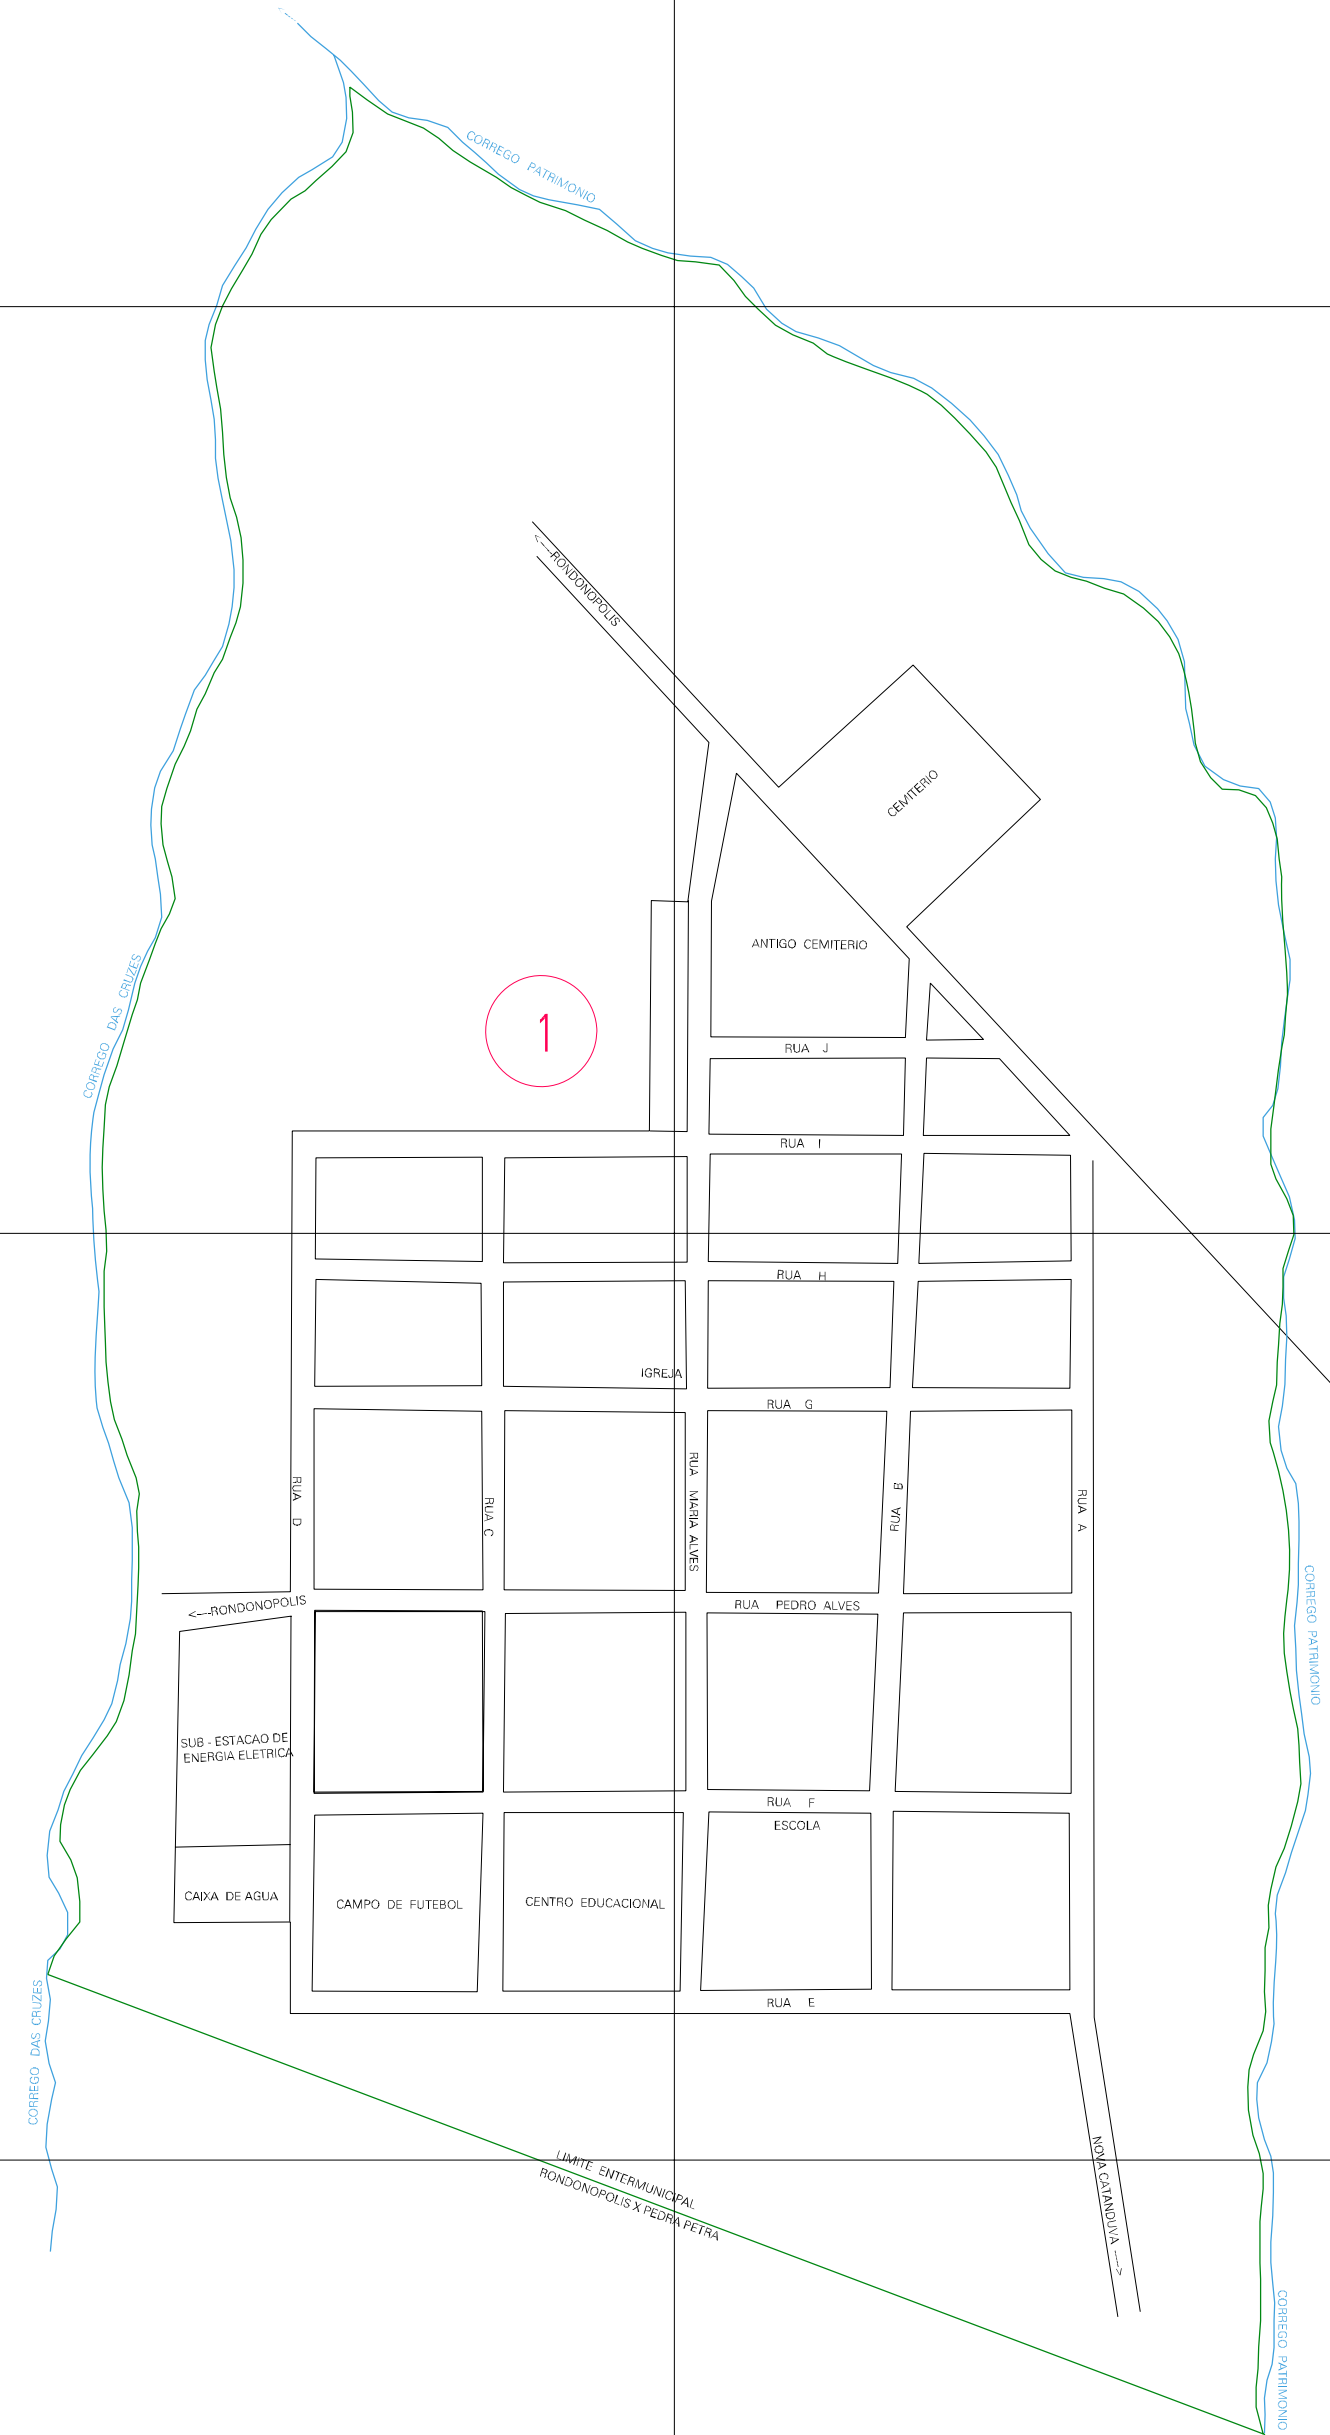 CORREGO PATRIMONIO
<----RONDONOPOLIS
CEMITERIO
ANTIGO CEMITERIO
CORREGO DAS CRUZES
1
RUA J
RUA I
RUA H
IGREJA
RUA G
RUA D
RUA C
RUA MARIA ALVES
RUA B
RUA A
<----RONDONOPOLIS
RUA PEDRO ALVES
CORREGO PATRIMONIO
SUB - ESTACAO DE
ENERGIA ELETRICA
RUA F
ESCOLA
CAIXA DE AGUA
CAMPO DE FUTEBOL
CENTRO EDUCACIONAL
RUA E
CORREGO DAS CRUZES
LIMITE ENTERMUNICIPAL
RONDONOPOLIS X PEDRA PETRA
NOVA CATANDUVA ---->
CORREGO PATRIMONIO